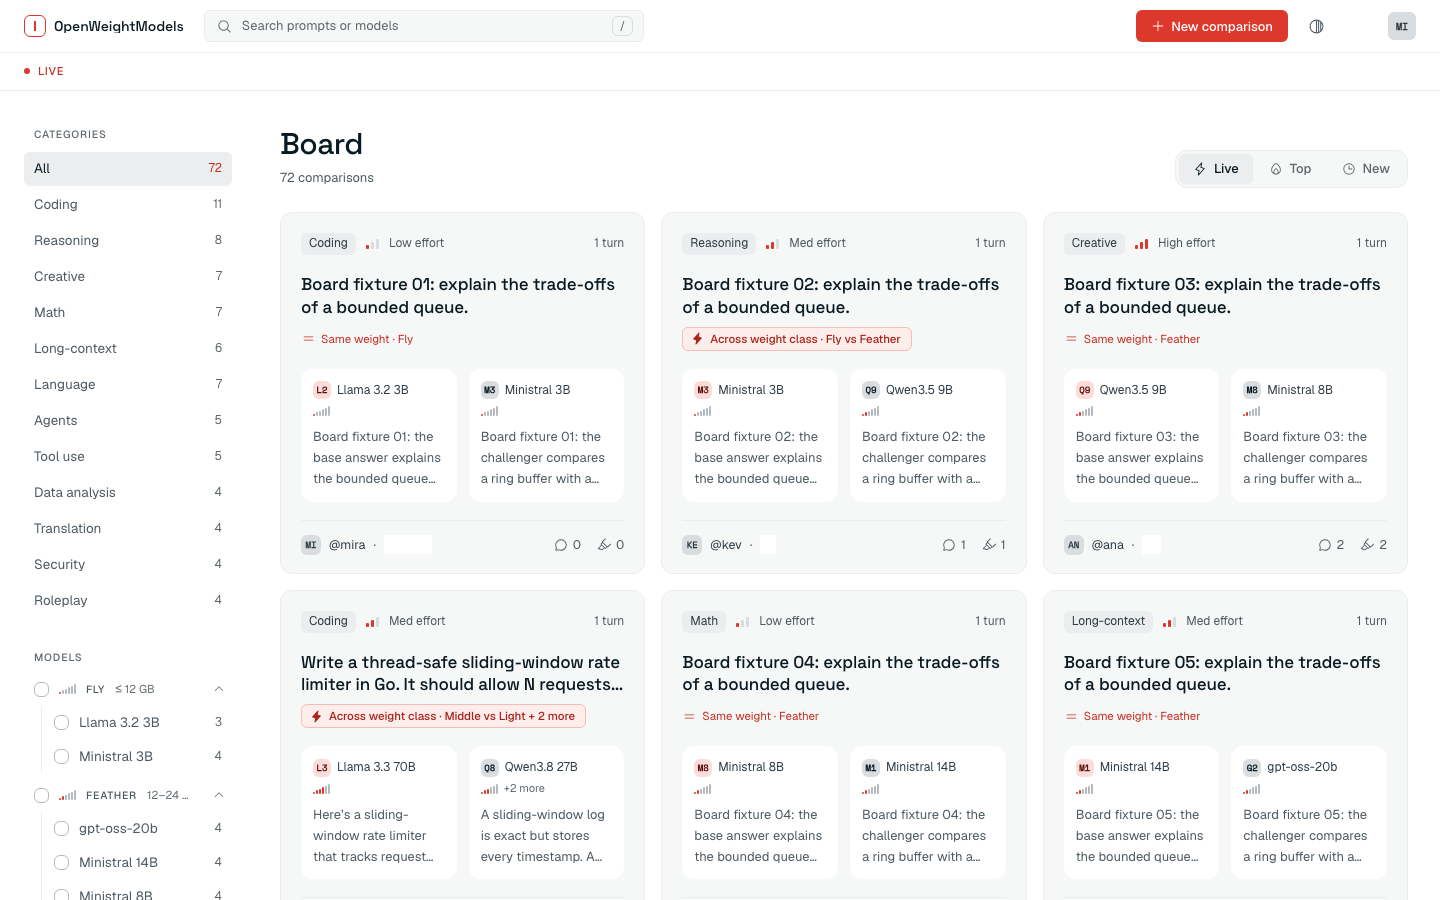 OpenWeightModels
Search prompts or models
/
New comparison
MI
LIVE
CATEGORIES
All 72
Coding 11
Reasoning 8
Creative 7
Math 7
Long-context 6
Language 7
Agents 5
Tool use 5
Data analysis 4
Translation 4
Security 4
Roleplay 4
MODELS
FLY ≤ 12 GB
Llama 3.2 3B 3
Ministral 3B 4
FEATHER 12–24 ...
gpt-oss-20b 4
Ministral 14B 4
Ministral 8B 4
Board
72 comparisons
Live Top New
Coding Low effort 1 turn
Board fixture 01: explain the trade-offs
of a bounded queue.
Same weight · Fly
L2 Llama 3.2 3B
Board fixture 01: the
base answer explains
the bounded queue...
M3 Ministral 3B
Board fixture 01: the
challenger compares
a ring buffer with a...
MI @mira ·
0 0
Reasoning Med effort 1 turn
Board fixture 02: explain the trade-offs
of a bounded queue.
Across weight class · Fly vs Feather
M3 Ministral 3B
Board fixture 02: the
base answer explains
the bounded queue...
Q9 Qwen3.5 9B
Board fixture 02: the
challenger compares
a ring buffer with a...
KE @kev ·
1 1
Creative High effort 1 turn
Board fixture 03: explain the trade-offs
of a bounded queue.
Same weight · Feather
Q9 Qwen3.5 9B
Board fixture 03: the
base answer explains
the bounded queue...
M8 Ministral 8B
Board fixture 03: the
challenger compares
a ring buffer with a...
AN @ana ·
2 2
Coding Med effort 1 turn
Write a thread-safe sliding-window rate
limiter in Go. It should allow N requests...
Across weight class · Middle vs Light + 2 more
L3 Llama 3.3 70B
Here's a sliding-
window rate limiter
that tracks request...
Q8 Qwen3.8 27B
+2 more
A sliding-window log
is exact but stores
every timestamp. A...
Math Low effort 1 turn
Board fixture 04: explain the trade-offs
of a bounded queue.
Same weight · Feather
M8 Ministral 8B
Board fixture 04: the
base answer explains
the bounded queue...
M1 Ministral 14B
Board fixture 04: the
challenger compares
a ring buffer with a...
Long-context Med effort 1 turn
Board fixture 05: explain the trade-offs
of a bounded queue.
Same weight · Feather
M1 Ministral 14B
Board fixture 05: the
base answer explains
the bounded queue...
G2 gpt-oss-20b
Board fixture 05: the
challenger compares
a ring buffer with a...